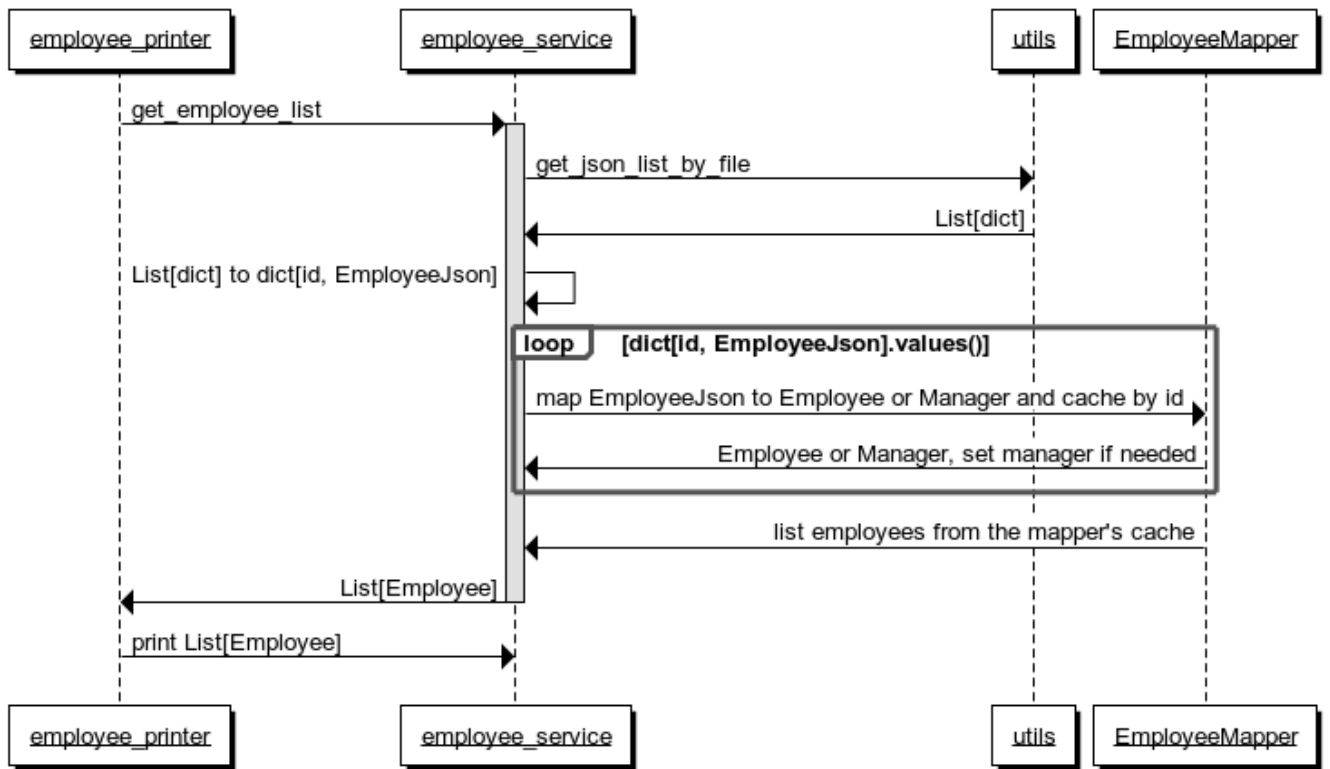 employee_printer
employee_service
utils
EmployeeMapper
get_employee_list
get_json_list_by_file
List[dict]
List[dict] to dict[id, EmployeeJson]
loop
[dict[id, EmployeeJson].values()]
map EmployeeJson to Employee or Manager and cache by id
Employee or Manager, set manager if needed
list employees from the mapper's cache
List[Employee]
print List[Employee]
employee_printer
employee_service
utils
EmployeeMapper